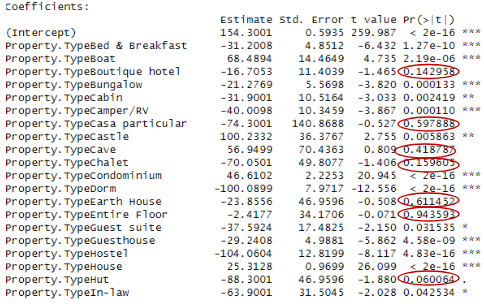 Coefficients:
Estimate Std. Error t value Pr(>|t|)
(Intercept) 154.3001 0.5935 259.987 < 2e-16 ***
Property.TypeBed & Breakfast -31.2008 4.8512 -6.432 1.27e-10 ***
Property.TypeBoat 68.4894 14.4649 4.735 2.19e-06 ***
Property.TypeBoutique hotel -16.7053 11.4039 -1.465 0.142958
Property.TypeBungalow -21.2769 5.5698 -3.820 0.000133 ***
Property.TypeCabin -31.9001 10.5164 -3.033 0.002419 **
Property.TypeCamper/RV -40.0098 10.3459 -3.867 0.000110 ***
Property.TypeCasa particular -74.3001 140.8688 -0.527 0.597888
Property.TypeCastle 100.2332 36.3767 2.755 0.005863 **
Property.TypeCave 56.9499 70.4363 0.809 0.418787
Property.TypeChalet -70.0501 49.8077 -1.406 0.159605
Property.TypeCondominium 46.6102 2.2253 20.945 < 2e-16 ***
Property.TypeDorm -100.0899 7.9717 -12.556 < 2e-16 ***
Property.TypeEarth House -23.8556 46.9596 -0.508 0.611452
Property.TypeEntire Floor -2.4177 34.1706 -0.071 0.943593
Property.TypeGuest suite -37.5924 17.4825 -2.150 0.031535 *
Property.TypeGuesthouse -29.2408 4.9881 -5.862 4.58e-09 ***
Property.TypeHostel -104.0604 12.8199 -8.117 4.83e-16 ***
Property.TypeHouse 25.3128 0.9699 26.099 < 2e-16 ***
Property.TypeHut -88.3001 46.9596 -1.880 0.060064 .
Property.TypeIn-law -63.9001 31.5045 -2.028 0.042534 *